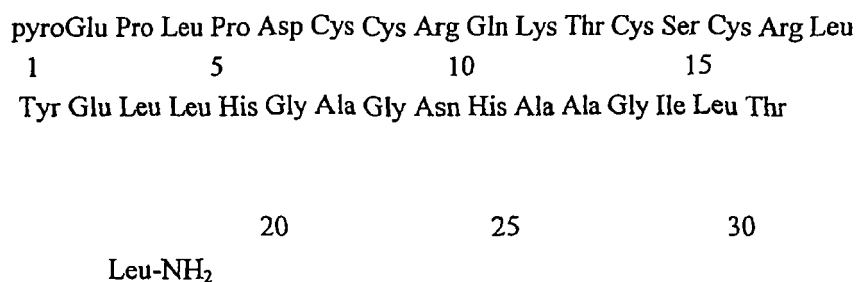 pyroGlu Pro Leu Pro Asp Cys Cys Arg Gln Lys Thr Cys Ser Cys Arg Leu
1 5 10 15
Tyr Glu Leu Leu His Gly Ala Gly Asn His Ala Ala Gly Ile Leu Thr
20 25 30
Leu-NH₂